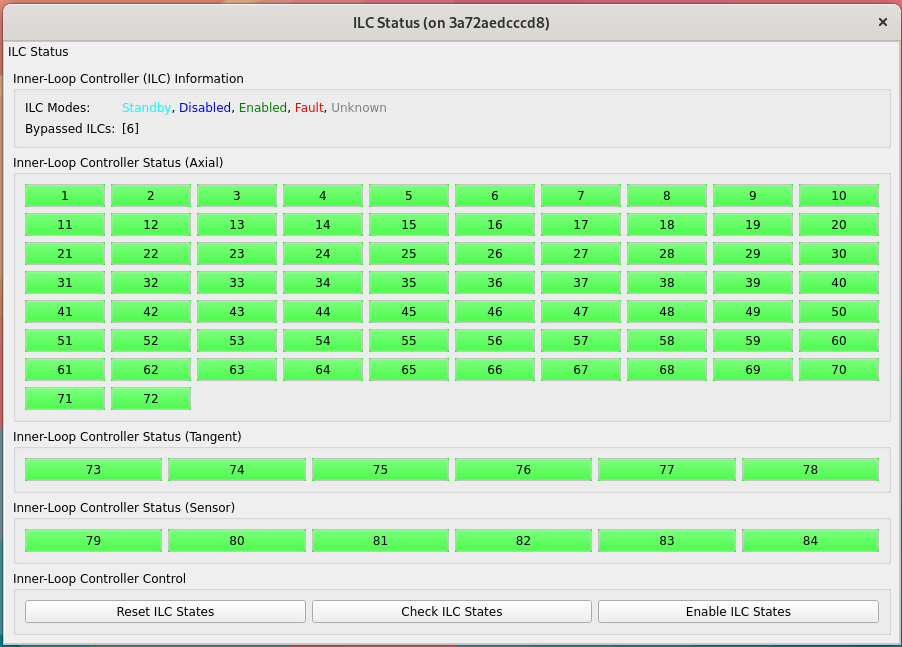 ILC Status (on 3a72aedcccd8) ×
ILC Status
Inner-Loop Controller (ILC) Information
ILC Modes: Standby, Disabled, Enabled, Fault, Unknown
Bypassed ILCs: [6]
Inner-Loop Controller Status (Axial)
1 2 3 4 5 6 7 8 9 10
11 12 13 14 15 16 17 18 19 20
21 22 23 24 25 26 27 28 29 30
31 32 33 34 35 36 37 38 39 40
41 42 43 44 45 46 47 48 49 50
51 52 53 54 55 56 57 58 59 60
61 62 63 64 65 66 67 68 69 70
71 72
Inner-Loop Controller Status (Tangent)
73 74 75 76 77 78
Inner-Loop Controller Status (Sensor)
79 80 81 82 83 84
Inner-Loop Controller Control
Reset ILC States Check ILC States Enable ILC States